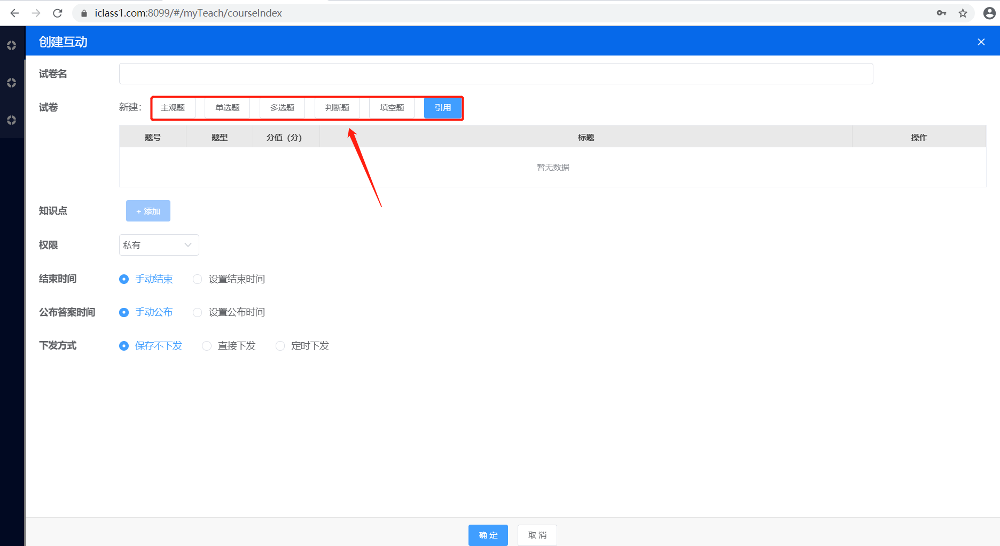 iclass1.com:8099/#/myTeach/courseIndex
创建互动
试卷名
试卷 新建： 主观题 单选题 多选题 判断题 填空题 引用
题号 题型 分值（分） 标题 操作
暂无数据
知识点 + 添加
权限 私有
结束时间 手动结束 设置结束时间
公布答案时间 手动公布 设置公布时间
下发方式 保存不下发 直接下发 定时下发
确 定 取 消